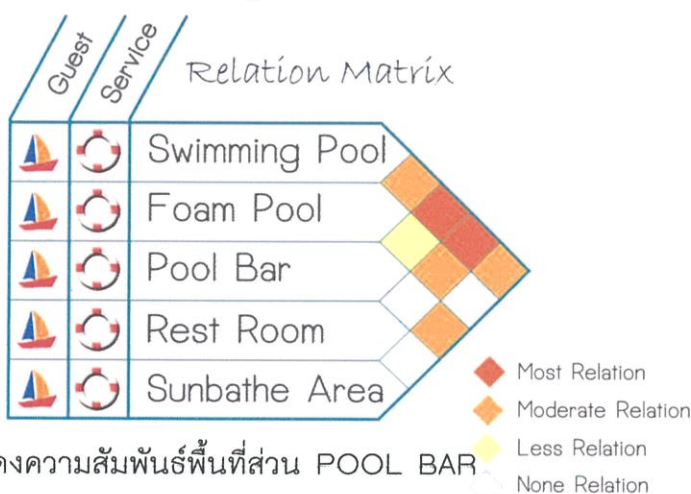 Guest
Service
Relation Matrix
Swimming Pool
Foam Pool
Pool Bar
Rest Room
Sunbathe Area
Most Relation
Moderate Relation
Less Relation
None Relation
ความสัมพันธ์พื้นที่ส่วน POOL BAR